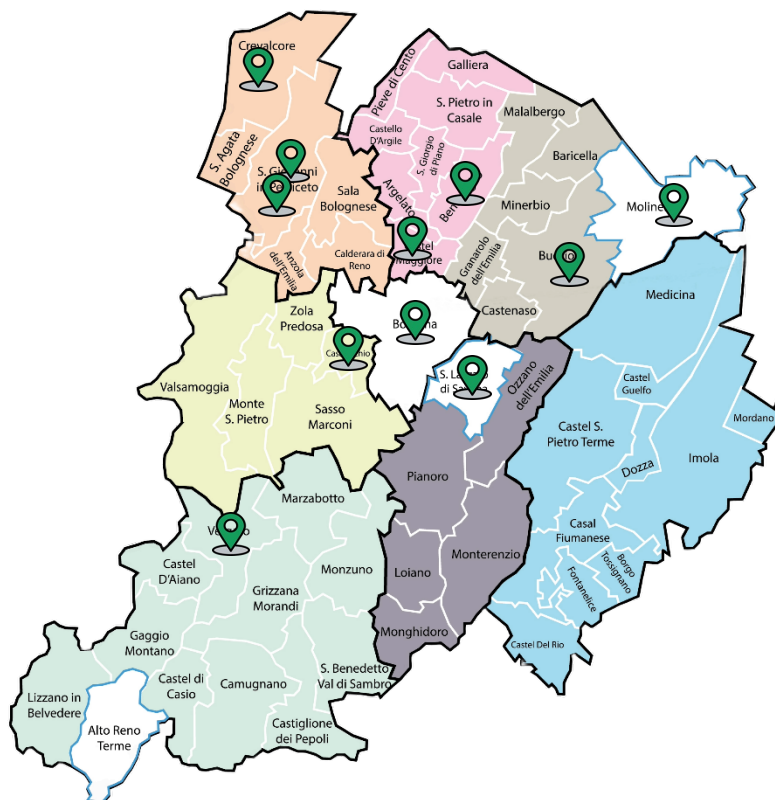 Crevalcore
Galliera
Pieve di Cento
S. Pietro in
Casale
Malalbergo
Castello
D'Argile
S. Giorgio
di Piano
Baricella
S. Agata
Bolognese
S.
in
Sala
Bolognese
Argelato
Minerbio
Maggiore
Granarolo
dell'Emilia
Anzola
dell'Emilia
Calderara di
Reno
Medicina
Zola
Predosa
Castenaso
Ozzano
dell'Emilia
S.
di
Castel
Guelfo
Valsamoggia
Monte
S. Pietro
Sasso
Marconi
Mordano
Castel S.
Pietro Terme
Imola
Dozza
Pianoro
Marzabotto
Casal
Fiumanese
Borgo
Tossignano
Fontanelice
Castel
D'Aiano
Monzuno
Loiano
Monterenzio
Grizzana
Morandi
Monghidoro
Castel Del Rio
Gaggio
Montano
Lizzano in
Belvedere
Castel di
Casio
Camugnano
S. Benedetto
Val di Sambro
Alto Reno
Terme
Castiglione
dei Pepoli